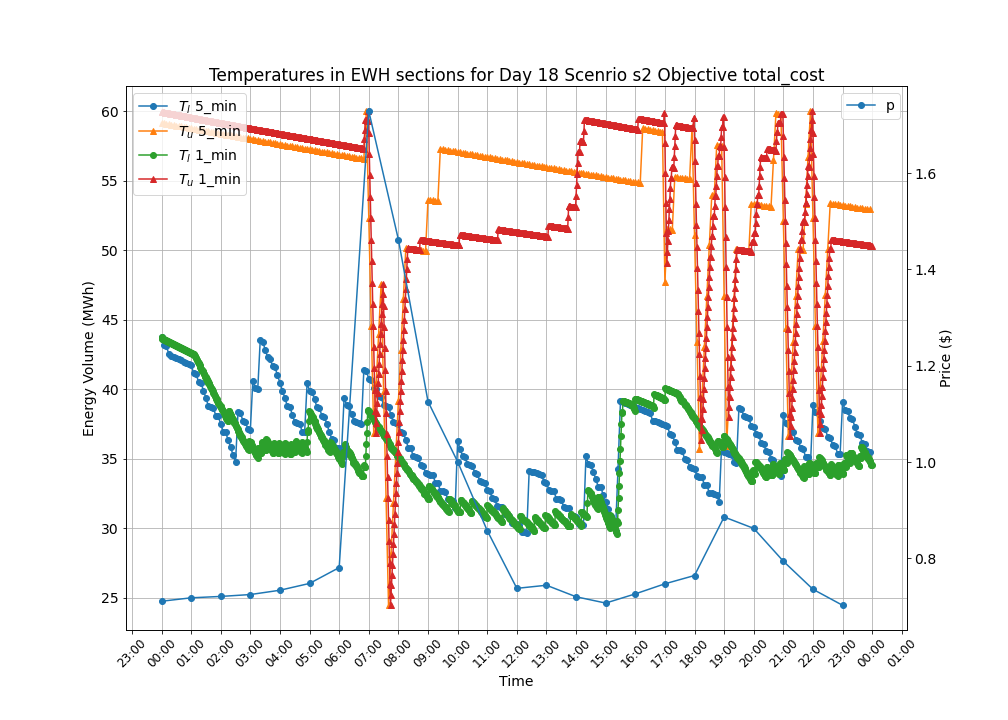 Temperatures in EWH sections for Day 18 Scenrio s2 Objective total_cost
T_l 5_min
T_u 5_min
T_l 1_min
T_u 1_min
p
60
55
50
45
40
35
30
25
Energy Volume (MWh)
1.6
1.4
1.2
1.0
0.8
Price ($)
23:00 00:00 01:00 02:00 03:00 04:00 05:00 06:00 07:00 08:00 09:00 10:00 11:00 12:00 13:00 14:00 15:00 16:00 17:00 18:00 19:00 20:00 21:00 22:00 23:00 00:00 01:00
Time